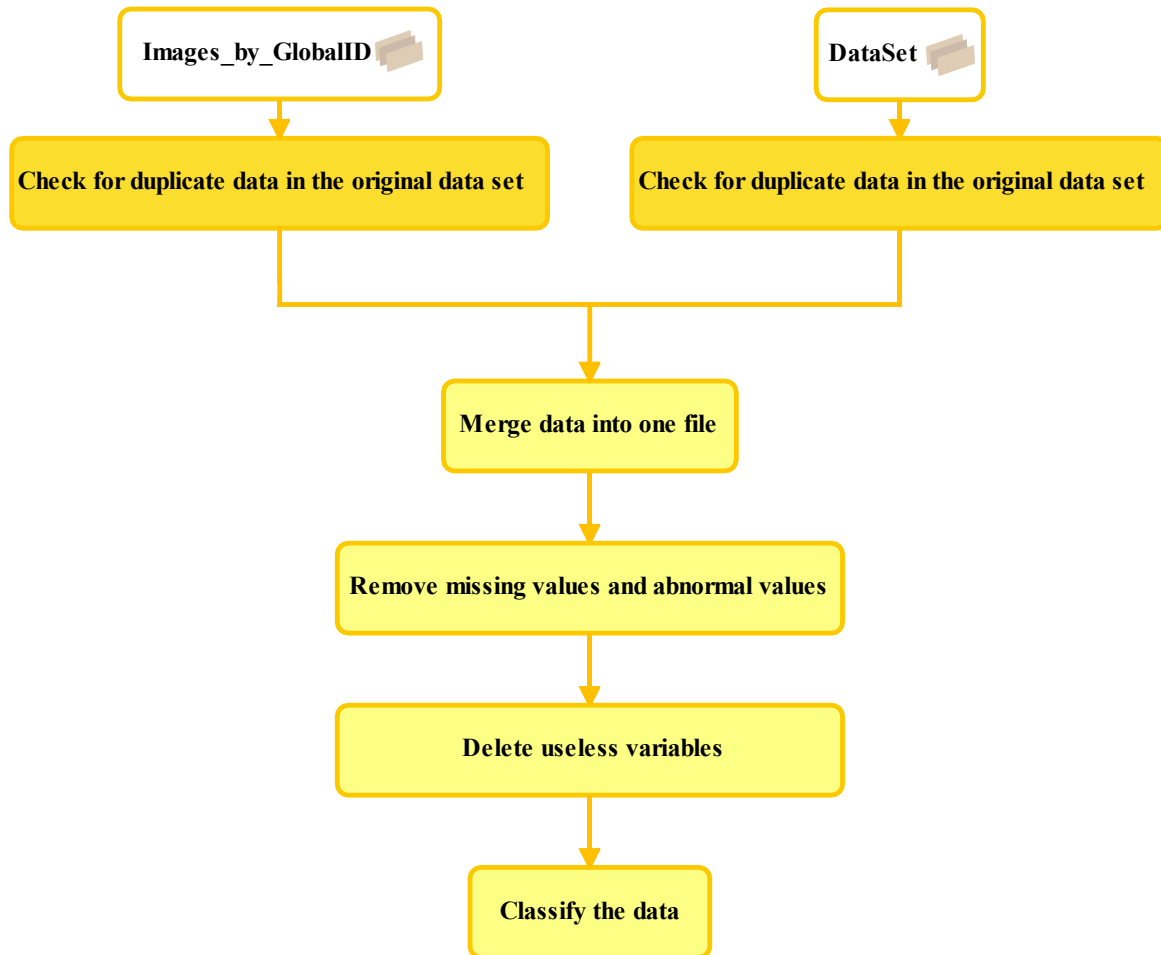 Images_by_GlobalID
DataSet
Check for duplicate data in the original data set
Check for duplicate data in the original data set
Merge data into one file
Remove missing values and abnormal values
Delete useless variables
Classify the data